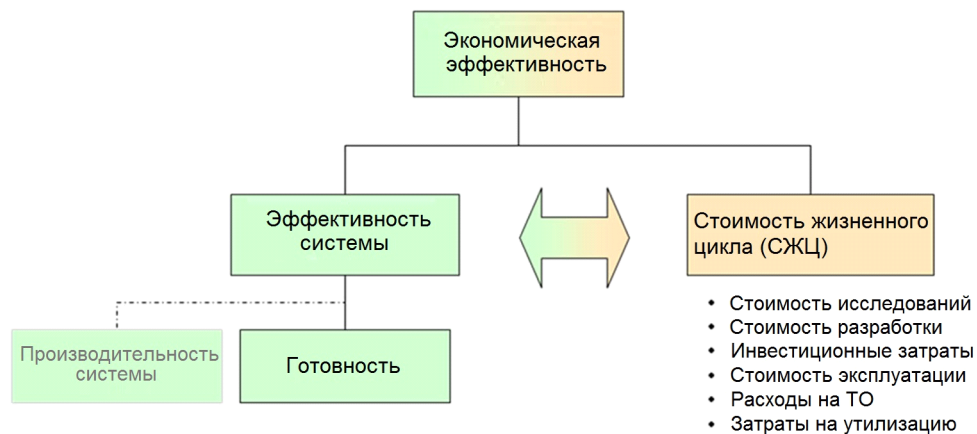 Экономическая
эффективность
Эффективность
системы
Стоимость жизненного
цикла (СЖЦ)
Производительность
системы
Готовность
• Стоимость исследований
• Стоимость разработки
• Инвестиционные затраты
• Стоимость эксплуатации
• Расходы на ТО
• Затраты на утилизацию